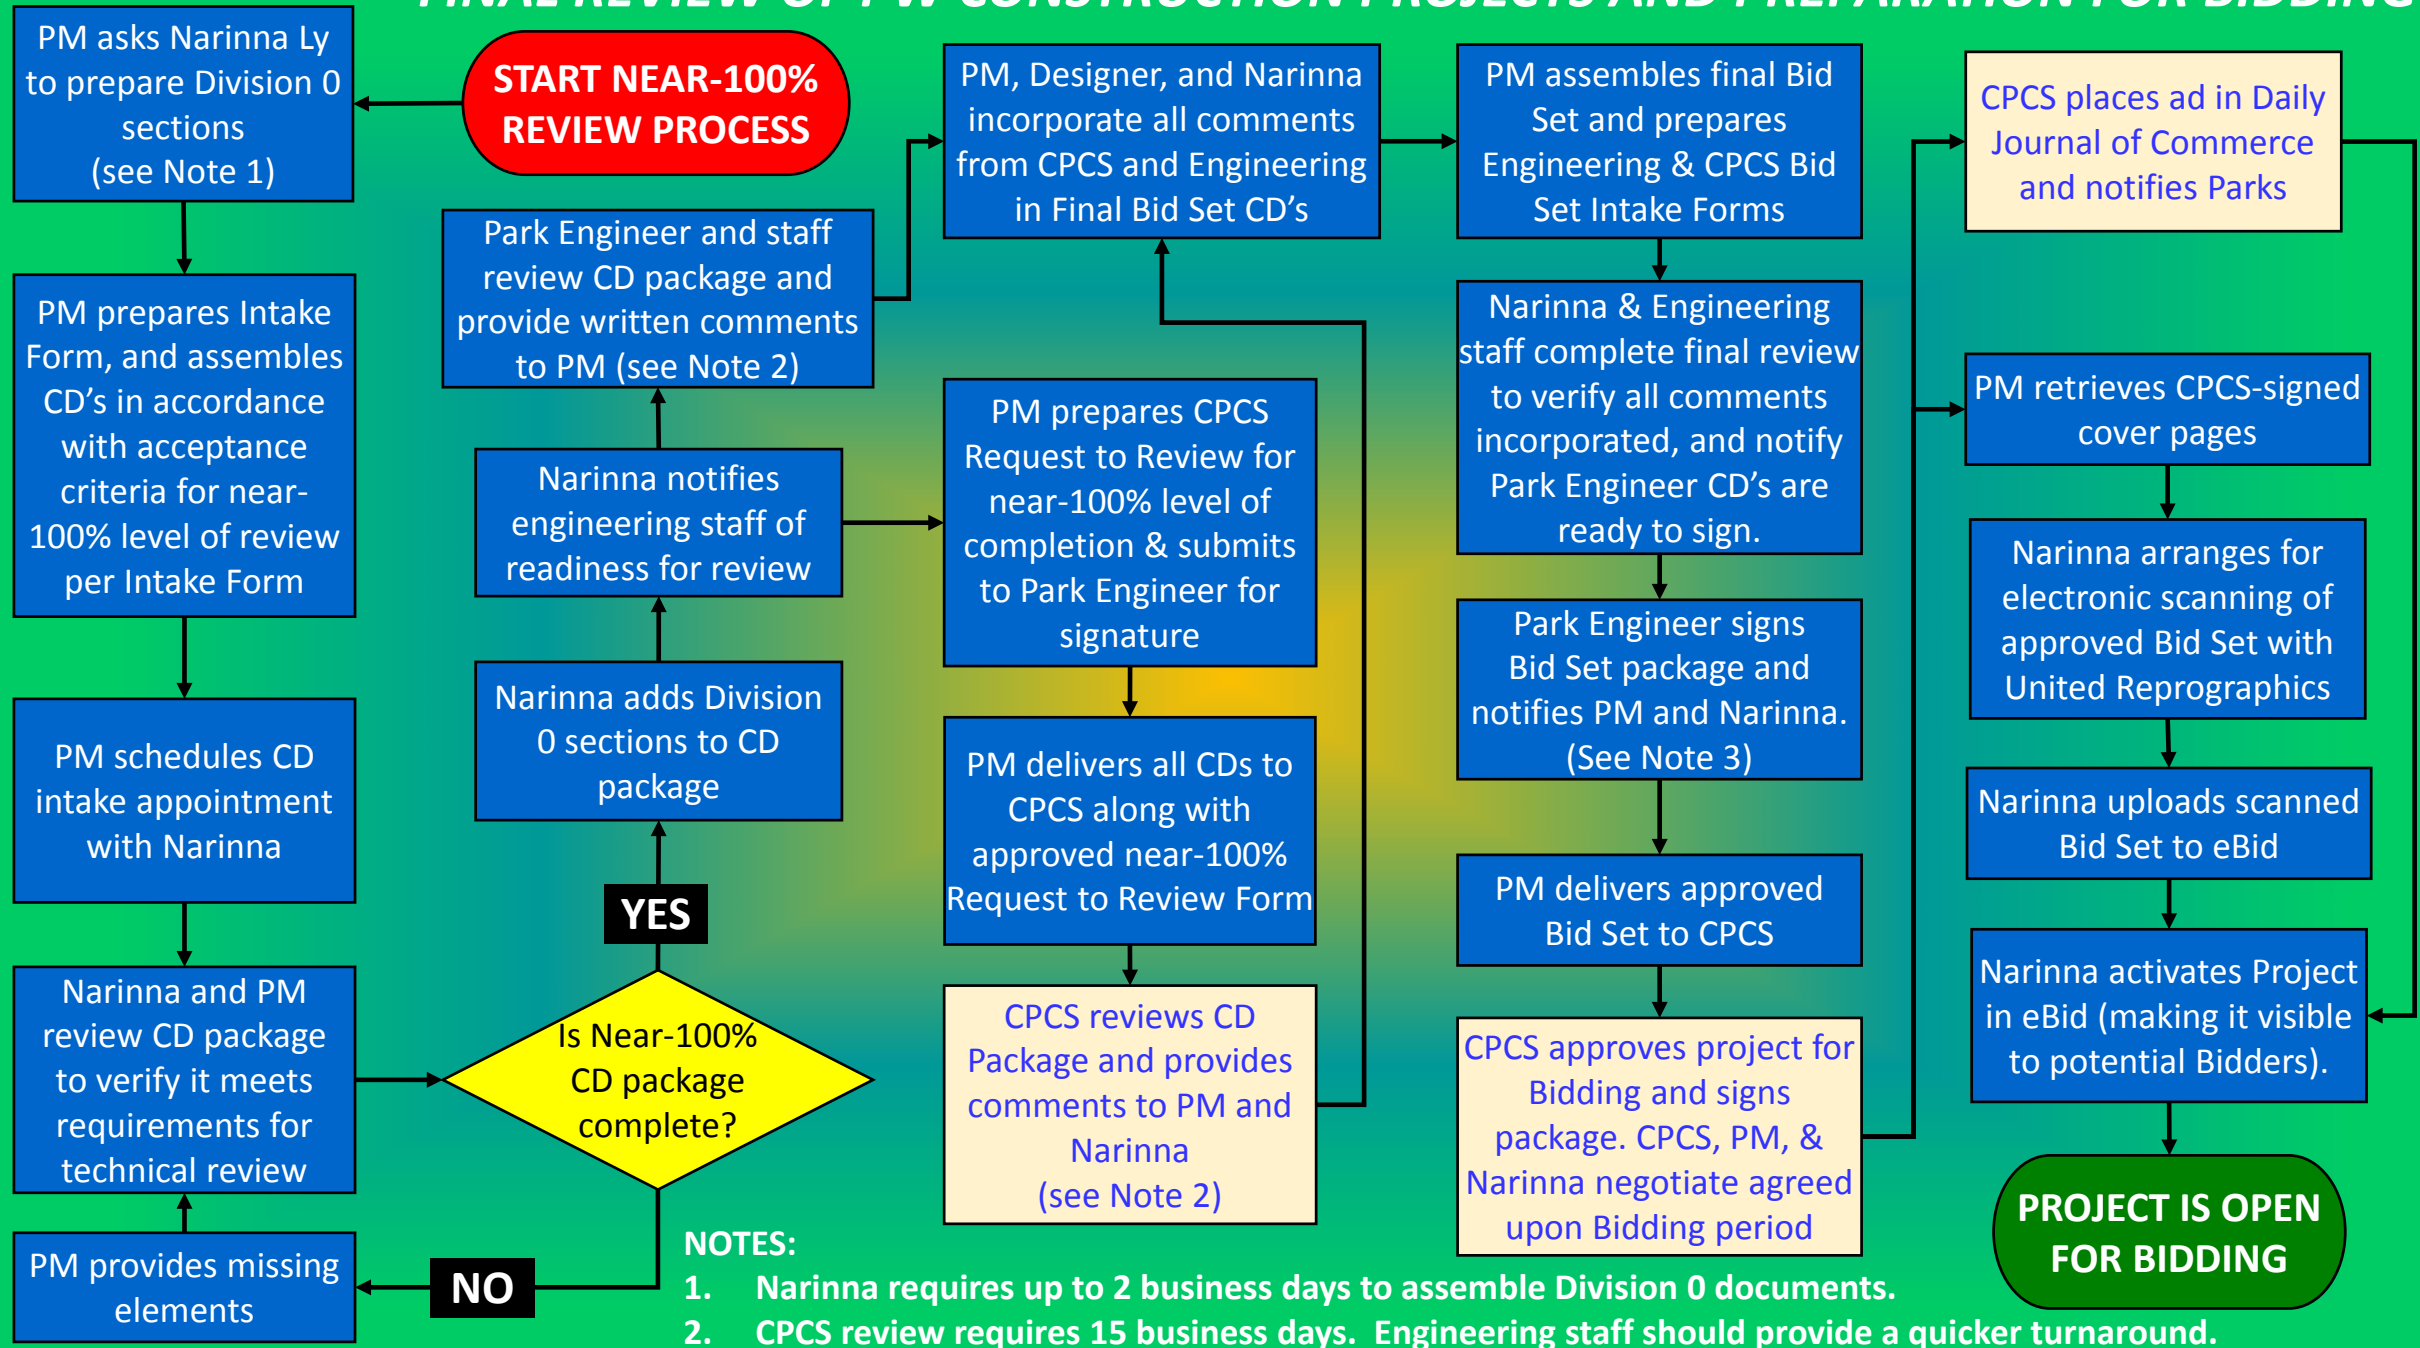 FINAL REVIEW OF PW CONSTRUCTION PROJECTS AND PREPARATION FOR BIDDING
START NEAR-100%
REVIEW PROCESS
PM asks Narinna Ly
to prepare Division 0
sections
(see Note 1)
PM prepares Intake
Form, and assembles
CD’s in accordance
with acceptance
criteria for near-
100% level of review
per Intake Form
PM schedules CD
intake appointment
with Narinna
Narinna and PM
review CD package
to verify it meets
requirements for
technical review
PM provides missing
elements
NO
Is Near-100%
CD package
complete?
YES
Narinna adds Division
0 sections to CD
package
Narinna notifies
engineering staff of
readiness for review
Park Engineer and staff
review CD package and
provide written comments
to PM (see Note 2)
PM prepares CPCS
Request to Review for
near-100% level of
completion & submits
to Park Engineer for
signature
PM delivers all CDs to
CPCS along with
approved near-100%
Request to Review Form
CPCS reviews CD
Package and provides
comments to PM and
Narinna
(see Note 2)
PM, Designer, and Narinna
incorporate all comments
from CPCS and Engineering
in Final Bid Set CD’s
PM assembles final Bid
Set and prepares
Engineering & CPCS Bid
Set Intake Forms
Narinna & Engineering
staff complete final review
to verify all comments
incorporated, and notify
Park Engineer CD’s are
ready to sign.
Park Engineer signs
Bid Set package and
notifies PM and Narinna.
(See Note 3)
PM delivers approved
Bid Set to CPCS
CPCS approves project for
Bidding and signs
package. CPCS, PM, &
Narinna negotiate agreed
upon Bidding period
CPCS places ad in Daily
Journal of Commerce
and notifies Parks
PM retrieves CPCS-signed
cover pages
Narinna arranges for
electronic scanning of
approved Bid Set with
United Reprographics
Narinna uploads scanned
Bid Set to eBid
Narinna activates Project
in eBid (making it visible
to potential Bidders).
PROJECT IS OPEN
FOR BIDDING
NOTES:
1. Narinna requires up to 2 business days to assemble Division 0 documents.
2. CPCS review requires 15 business days. Engineering staff should provide a quicker turnaround.